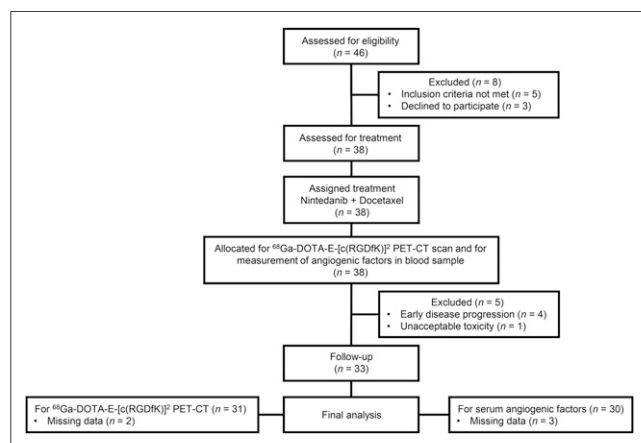 Assessed for eligibility
(n = 46)
Excluded (n = 8)
• Inclusion criteria not met (n = 5)
• Declined to participate (n = 3)
Assessed for treatment
(n = 38)
Assigned treatment
Nintedanib + Docetaxel
(n = 38)
Allocated for ⁶⁸Ga-DOTA-E-[c(RGDfK)]² PET-CT scan and for
measurement of angiogenic factors in blood sample
(n = 38)
Excluded (n = 5)
• Early disease progression (n = 4)
• Unacceptable toxicity (n = 1)
Follow-up
(n = 33)
For ⁶⁸Ga-DOTA-E-[c(RGDfK)]² PET-CT (n = 31)
• Missing data (n = 2)
Final analysis
For serum angiogenic factors (n = 30)
• Missing data (n = 3)